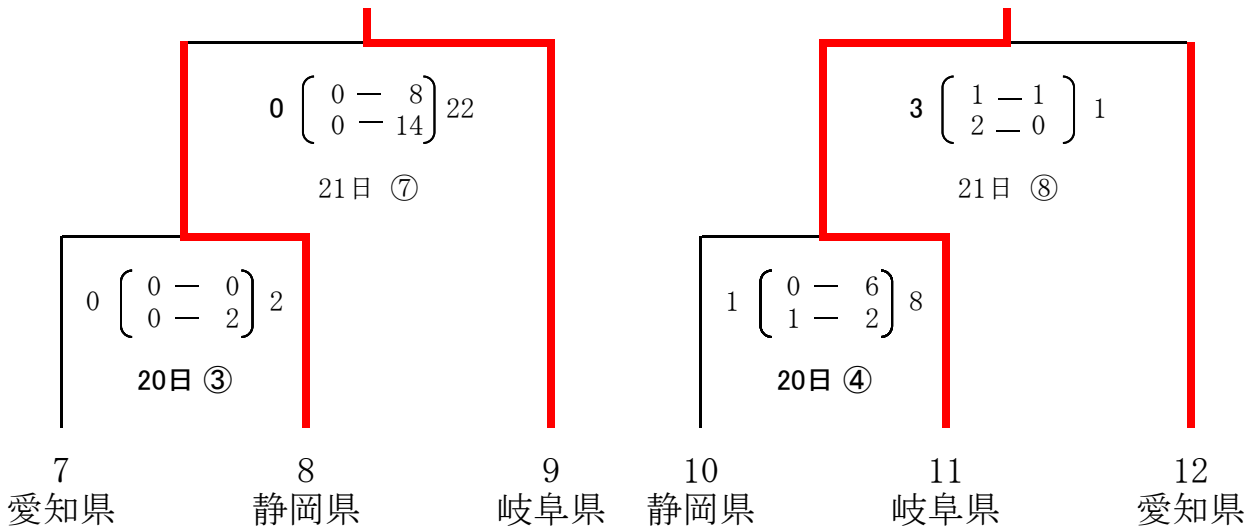 0 0 — 8 22
0 — 14
3 1 — 1 1
2 — 0
21日 ⑦
21日 ⑧
0 0 — 0 2
0 — 2
1 0 — 6 8
1 — 2
20日 ③
20日 ④
7 8 9 10 11 12
愛知県 静岡県 岐阜県 静岡県 岐阜県 愛知県